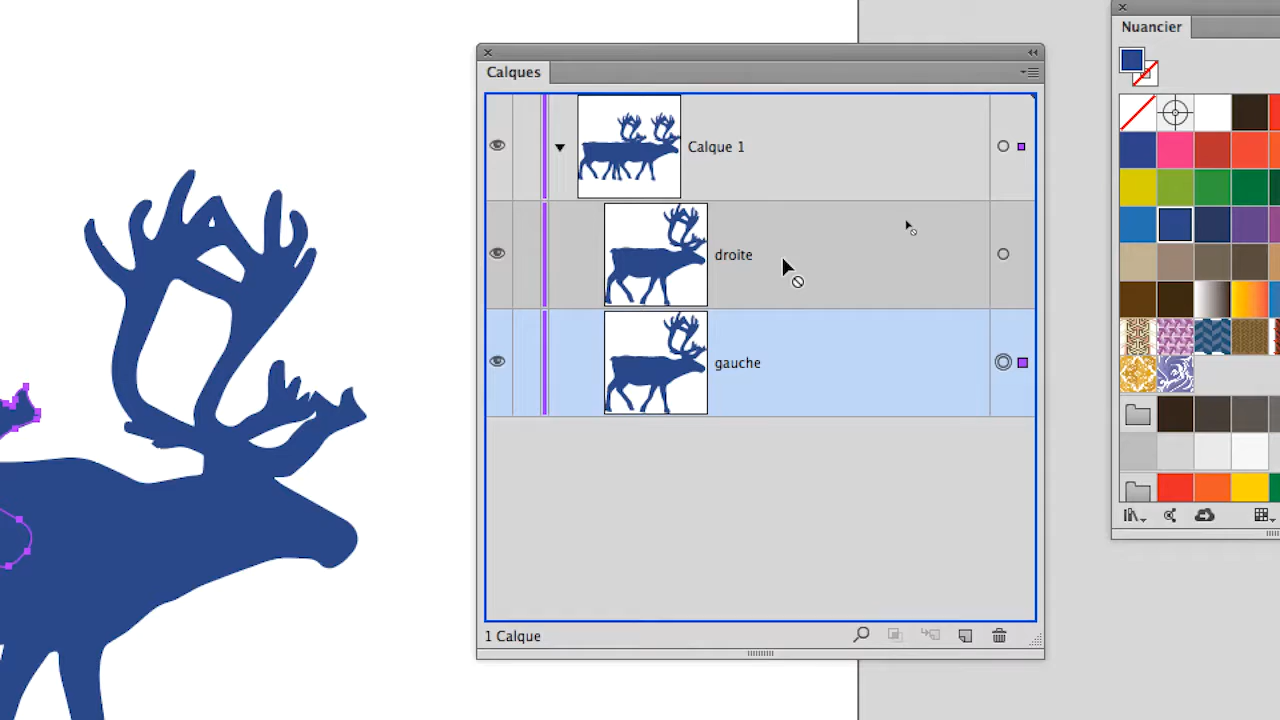 Nuancier
Calques
Calque 1
droite
gauche
1 Calque